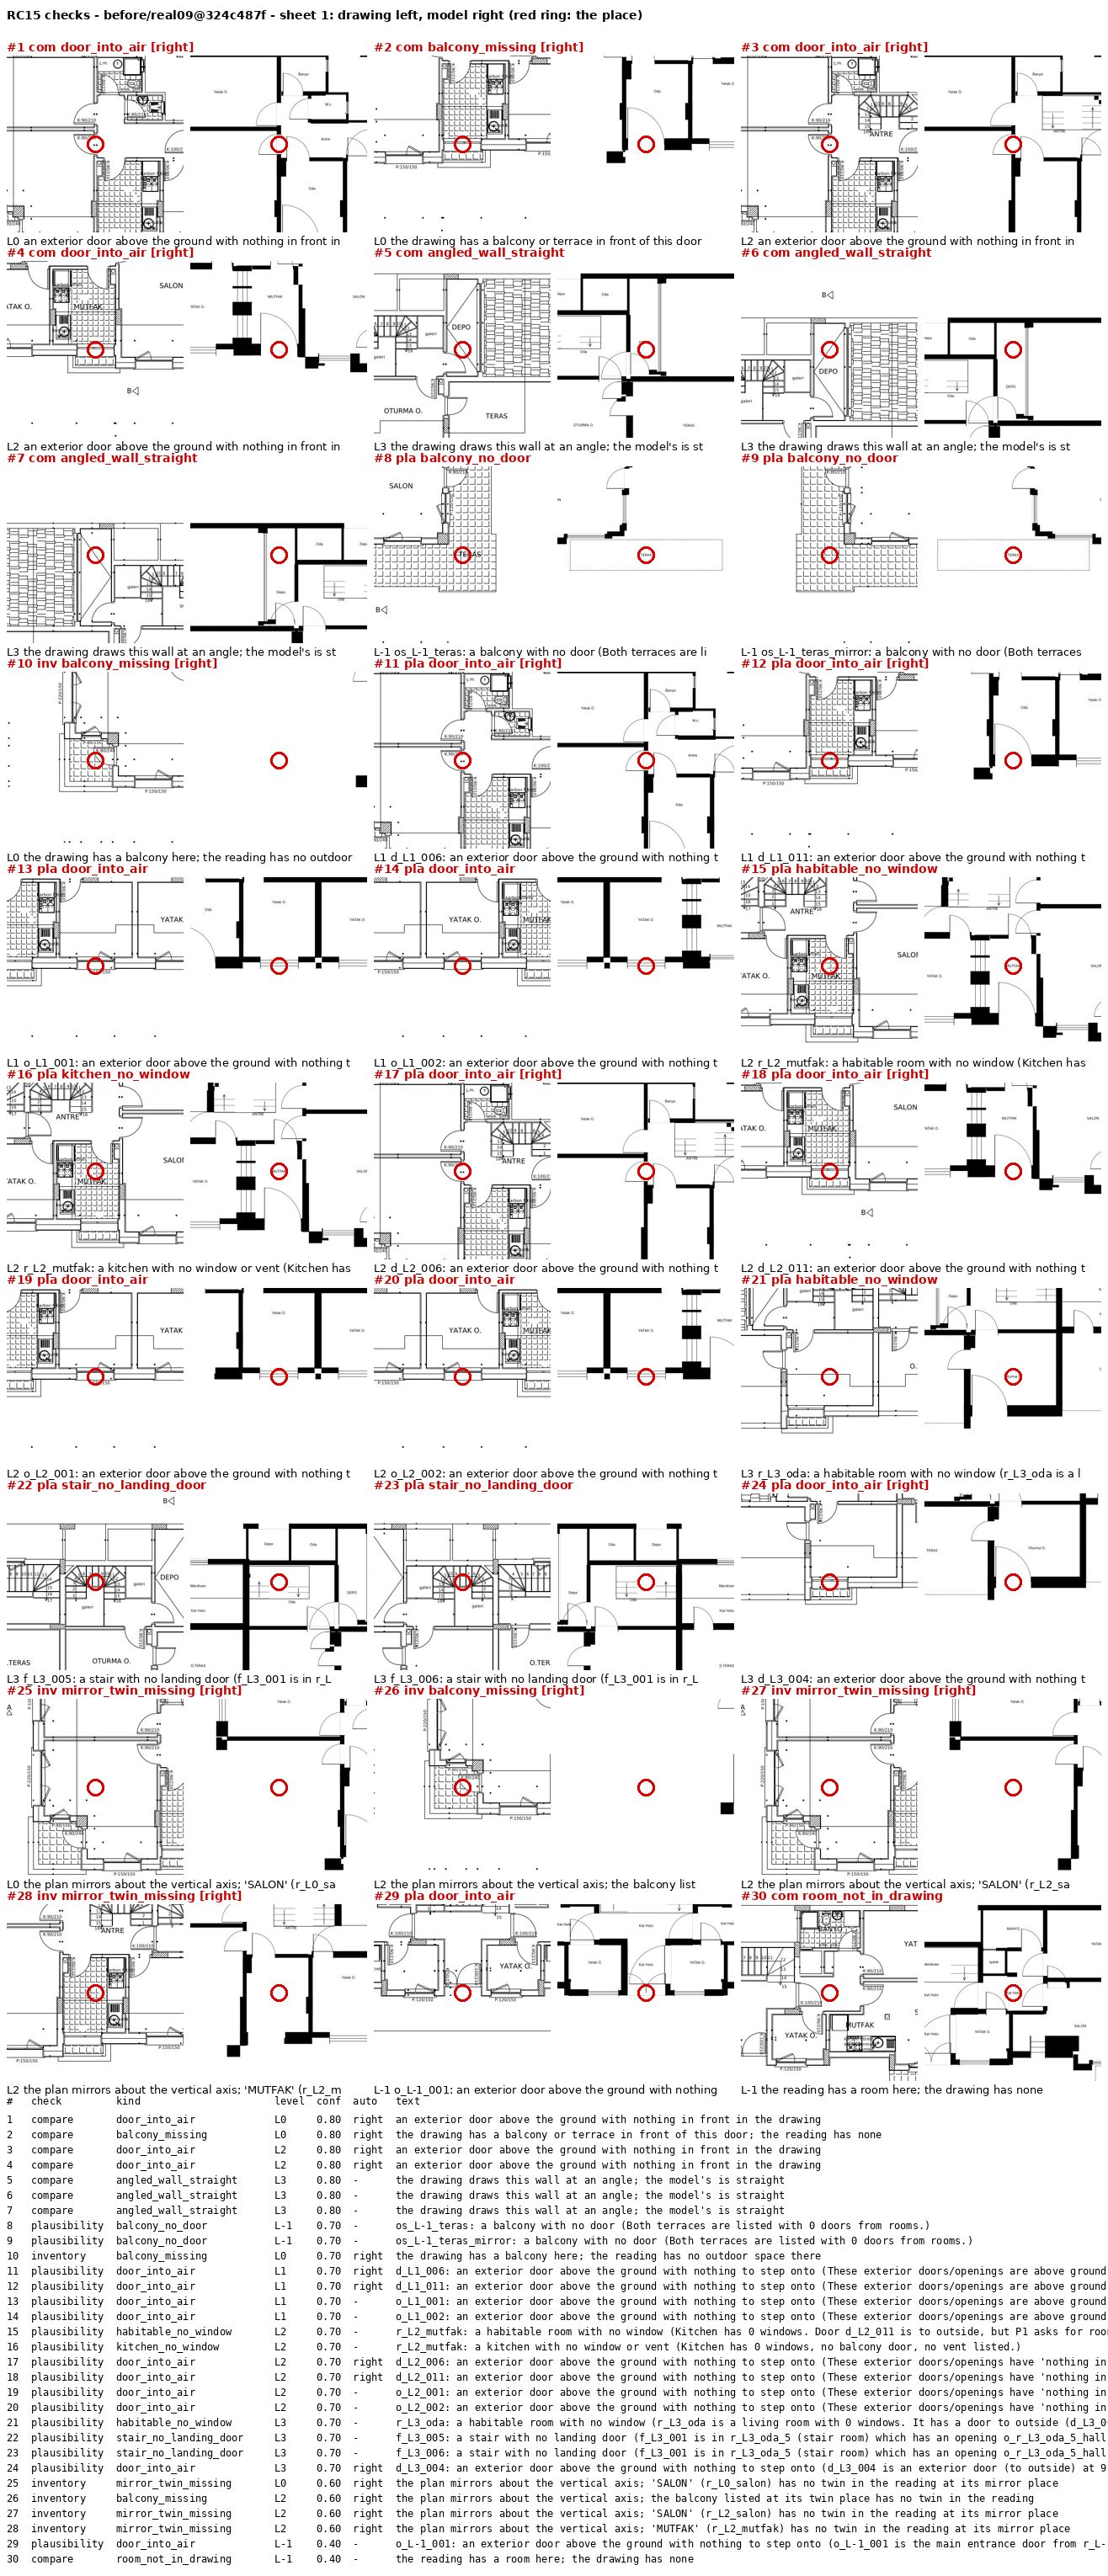 RC15 checks - before/real09@324c487f - sheet 1: drawing left, model right (red ring: the place)
#1 com door_into_air [right]
#2 com balcony_missing [right]
#3 com door_into_air [right]
L0 an exterior door above the ground with nothing in front in
L0 the drawing has a balcony or terrace in front of this door
L2 an exterior door above the ground with nothing in front in
#4 com door_into_air [right]
#5 com angled_wall_straight
#6 com angled_wall_straight
L2 an exterior door above the ground with nothing in front in
L3 the drawing draws this wall at an angle; the model's is st
L3 the drawing draws this wall at an angle; the model's is st
#7 com angled_wall_straight
#8 pla balcony_no_door
#9 pla balcony_no_door
L3 the drawing draws this wall at an angle; the model's is st
L-1 os_L-1_teras: a balcony with no door (Both terraces are li
L-1 os_L-1_teras_mirror: a balcony with no door (Both terraces
#10 inv balcony_missing [right]
#11 pla door_into_air [right]
#12 pla door_into_air [right]
L0 the drawing has a balcony here; the reading has no outdoor
L1 d_L1_006: an exterior door above the ground with nothing t
L1 d_L1_011: an exterior door above the ground with nothing t
#13 pla door_into_air
#14 pla door_into_air
#15 pla habitable_no_window
L1 o_L1_001: an exterior door above the ground with nothing t
L1 o_L1_002: an exterior door above the ground with nothing t
L2 r_L2_mutfak: a habitable room with no window (Kitchen has
#16 pla kitchen_no_window
#17 pla door_into_air [right]
#18 pla door_into_air [right]
L2 r_L2_mutfak: a kitchen with no window or vent (Kitchen has
L2 d_L2_006: an exterior door above the ground with nothing t
L2 d_L2_011: an exterior door above the ground with nothing t
#19 pla door_into_air
#20 pla door_into_air
#21 pla habitable_no_window
L2 o_L2_001: an exterior door above the ground with nothing t
L2 o_L2_002: an exterior door above the ground with nothing t
L3 r_L3_oda: a habitable room with no window (r_L3_oda is a l
#22 pla stair_no_landing_door
#23 pla stair_no_landing_door
#24 pla door_into_air [right]
L3 f_L3_005: a stair with no landing door (f_L3_001 is in r_L
L3 f_L3_006: a stair with no landing door (f_L3_001 is in r_L
L3 d_L3_004: an exterior door above the ground with nothing t
#25 inv mirror_twin_missing [right]
#26 inv balcony_missing [right]
#27 inv mirror_twin_missing [right]
L0 the plan mirrors about the vertical axis; 'SALON' (r_L0_sa
L2 the plan mirrors about the vertical axis; the balcony list
L2 the plan mirrors about the vertical axis; 'SALON' (r_L2_sa
#28 inv mirror_twin_missing [right]
#29 pla door_into_air
#30 com room_not_in_drawing
L2 the plan mirrors about the vertical axis; 'MUTFAK' (r_L2_m
L-1 o_L-1_001: an exterior door above the ground with nothing
L-1 the reading has a room here; the drawing has none
# check kind level conf auto text
1 compare door_into_air L0 0.80 right an exterior door above the ground with nothing in front in the drawing
2 compare balcony_missing L0 0.80 right the drawing has a balcony or terrace in front of this door; the reading has none
3 compare door_into_air L2 0.80 right an exterior door above the ground with nothing in front in the drawing
4 compare door_into_air L2 0.80 right an exterior door above the ground with nothing in front in the drawing
5 compare angled_wall_straight L3 0.80 - the drawing draws this wall at an angle; the model's is straight
6 compare angled_wall_straight L3 0.80 - the drawing draws this wall at an angle; the model's is straight
7 compare angled_wall_straight L3 0.80 - the drawing draws this wall at an angle; the model's is straight
8 plausibility balcony_no_door L-1 0.70 - os_L-1_teras: a balcony with no door (Both terraces are listed with 0 doors from rooms.)
9 plausibility balcony_no_door L-1 0.70 - os_L-1_teras_mirror: a balcony with no door (Both terraces are listed with 0 doors from rooms.)
10 inventory balcony_missing L0 0.70 right the drawing has a balcony here; the reading has no outdoor space there
11 plausibility door_into_air L1 0.70 right d_L1_006: an exterior door above the ground with nothing to step onto (These exterior doors/openings are above ground
12 plausibility door_into_air L1 0.70 right d_L1_011: an exterior door above the ground with nothing to step onto (These exterior doors/openings are above ground
13 plausibility door_into_air L1 0.70 - o_L1_001: an exterior door above the ground with nothing to step onto (These exterior doors/openings are above ground
14 plausibility door_into_air L1 0.70 - o_L1_002: an exterior door above the ground with nothing to step onto (These exterior doors/openings are above ground
15 plausibility habitable_no_window L2 0.70 - r_L2_mutfak: a habitable room with no window (Kitchen has 0 windows. Door d_L2_011 is to outside, but P1 asks for roo
16 plausibility kitchen_no_window L2 0.70 - r_L2_mutfak: a kitchen with no window or vent (Kitchen has 0 windows, no balcony door, no vent listed.)
17 plausibility door_into_air L2 0.70 right d_L2_006: an exterior door above the ground with nothing to step onto (These exterior doors/openings have 'nothing in
18 plausibility door_into_air L2 0.70 right d_L2_011: an exterior door above the ground with nothing to step onto (These exterior doors/openings have 'nothing in
19 plausibility door_into_air L2 0.70 - o_L2_001: an exterior door above the ground with nothing to step onto (These exterior doors/openings have 'nothing in
20 plausibility door_into_air L2 0.70 - o_L2_002: an exterior door above the ground with nothing to step onto (These exterior doors/openings have 'nothing in
21 plausibility habitable_no_window L3 0.70 - r_L3_oda: a habitable room with no window (r_L3_oda is a living room with 0 windows. It has a door to outside (d_L3_0
22 plausibility stair_no_landing_door L3 0.70 - f_L3_005: a stair with no landing door (f_L3_001 is in r_L3_oda_5 (stair room) which has an opening o_r_L3_oda_5_hall
23 plausibility stair_no_landing_door L3 0.70 - f_L3_006: a stair with no landing door (f_L3_001 is in r_L3_oda_5 (stair room) which has an opening o_r_L3_oda_5_hall
24 plausibility door_into_air L3 0.70 right d_L3_004: an exterior door above the ground with nothing to step onto (d_L3_004 is an exterior door (to outside) at 9
25 inventory mirror_twin_missing L0 0.60 right the plan mirrors about the vertical axis; 'SALON' (r_L0_salon) has no twin in the reading at its mirror place
26 inventory balcony_missing L2 0.60 right the plan mirrors about the vertical axis; the balcony listed at its twin place has no twin in the reading
27 inventory mirror_twin_missing L2 0.60 right the plan mirrors about the vertical axis; 'SALON' (r_L2_salon) has no twin in the reading at its mirror place
28 inventory mirror_twin_missing L2 0.60 right the plan mirrors about the vertical axis; 'MUTFAK' (r_L2_mutfak) has no twin in the reading at its mirror place
29 plausibility door_into_air L-1 0.40 - o_L-1_001: an exterior door above the ground with nothing to step onto (o_L-1_001 is the main entrance door from r_L-
30 compare room_not_in_drawing L-1 0.40 - the reading has a room here; the drawing has none